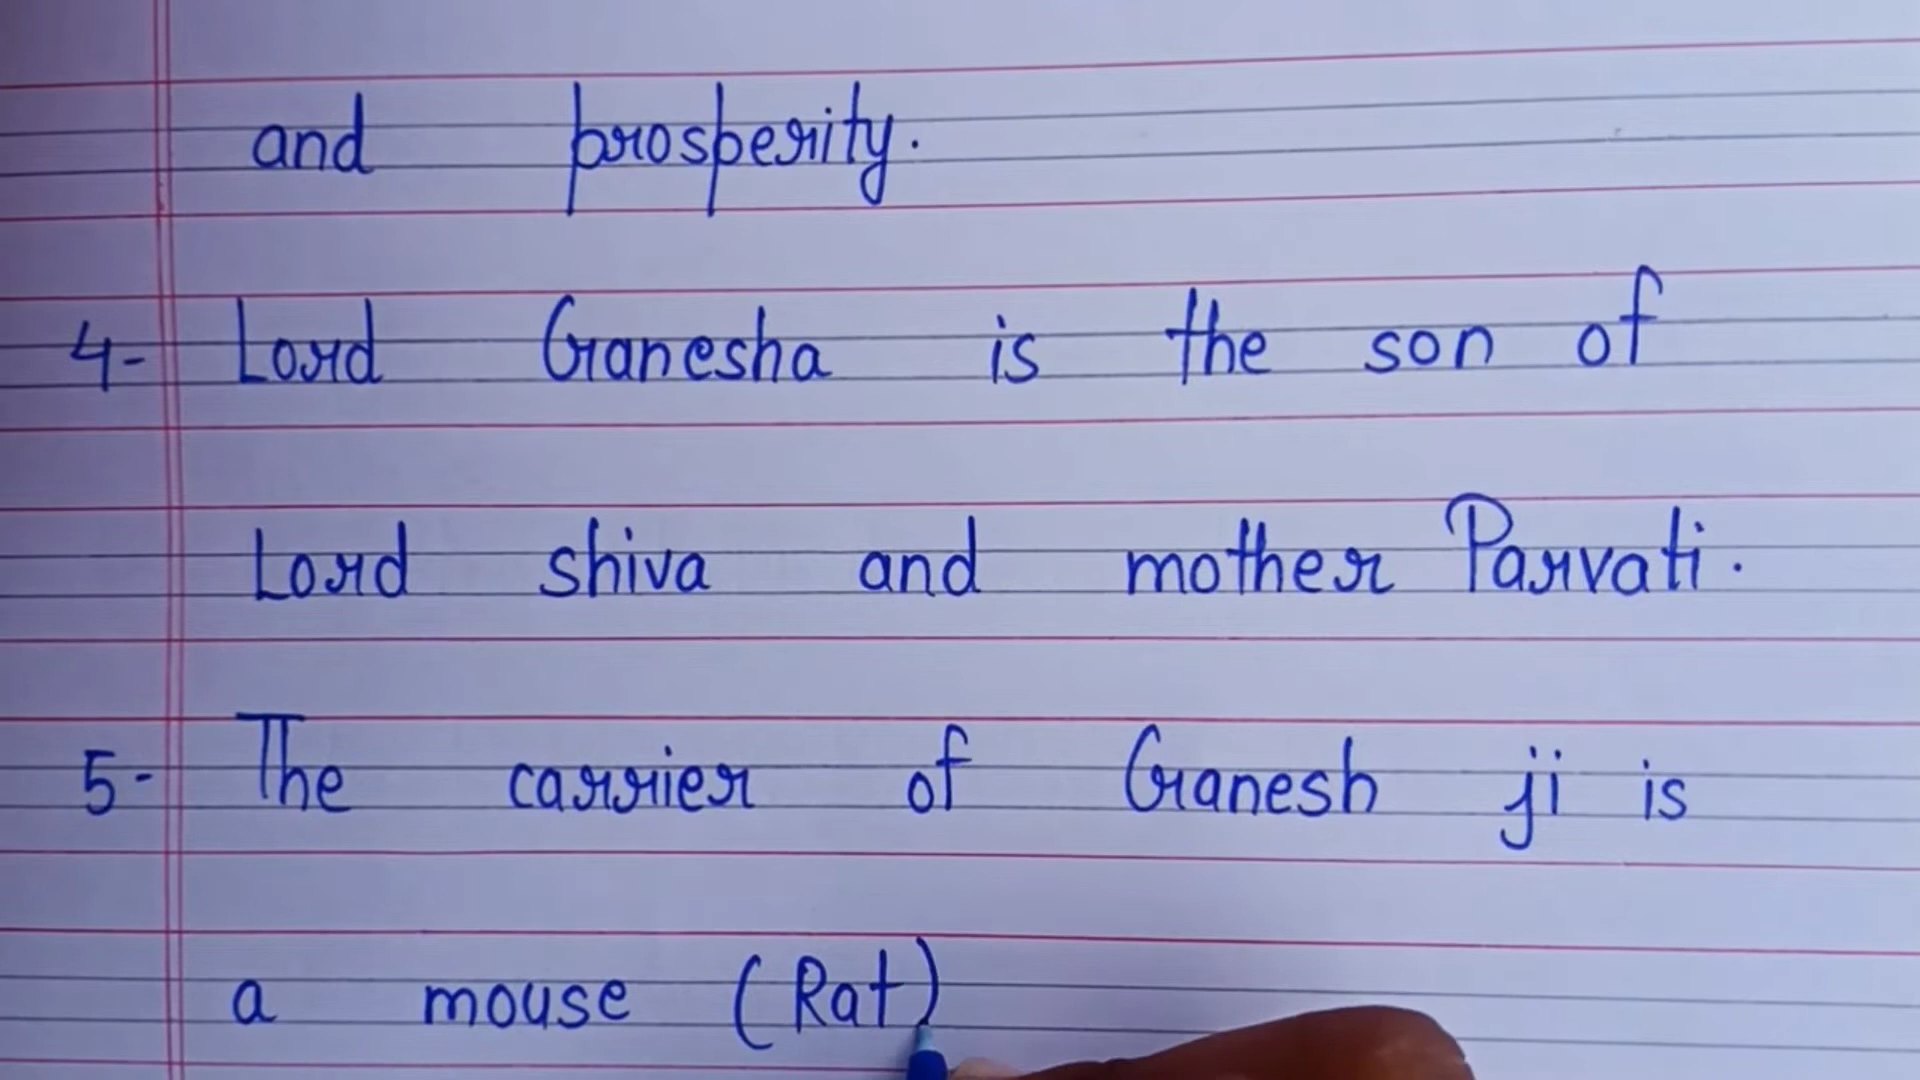 and prosperity.
4- Lord Ganesha is the son of
Lord shiva and mother Parvati.
5- The carrier of Ganesh ji is
a mouse (Rat)